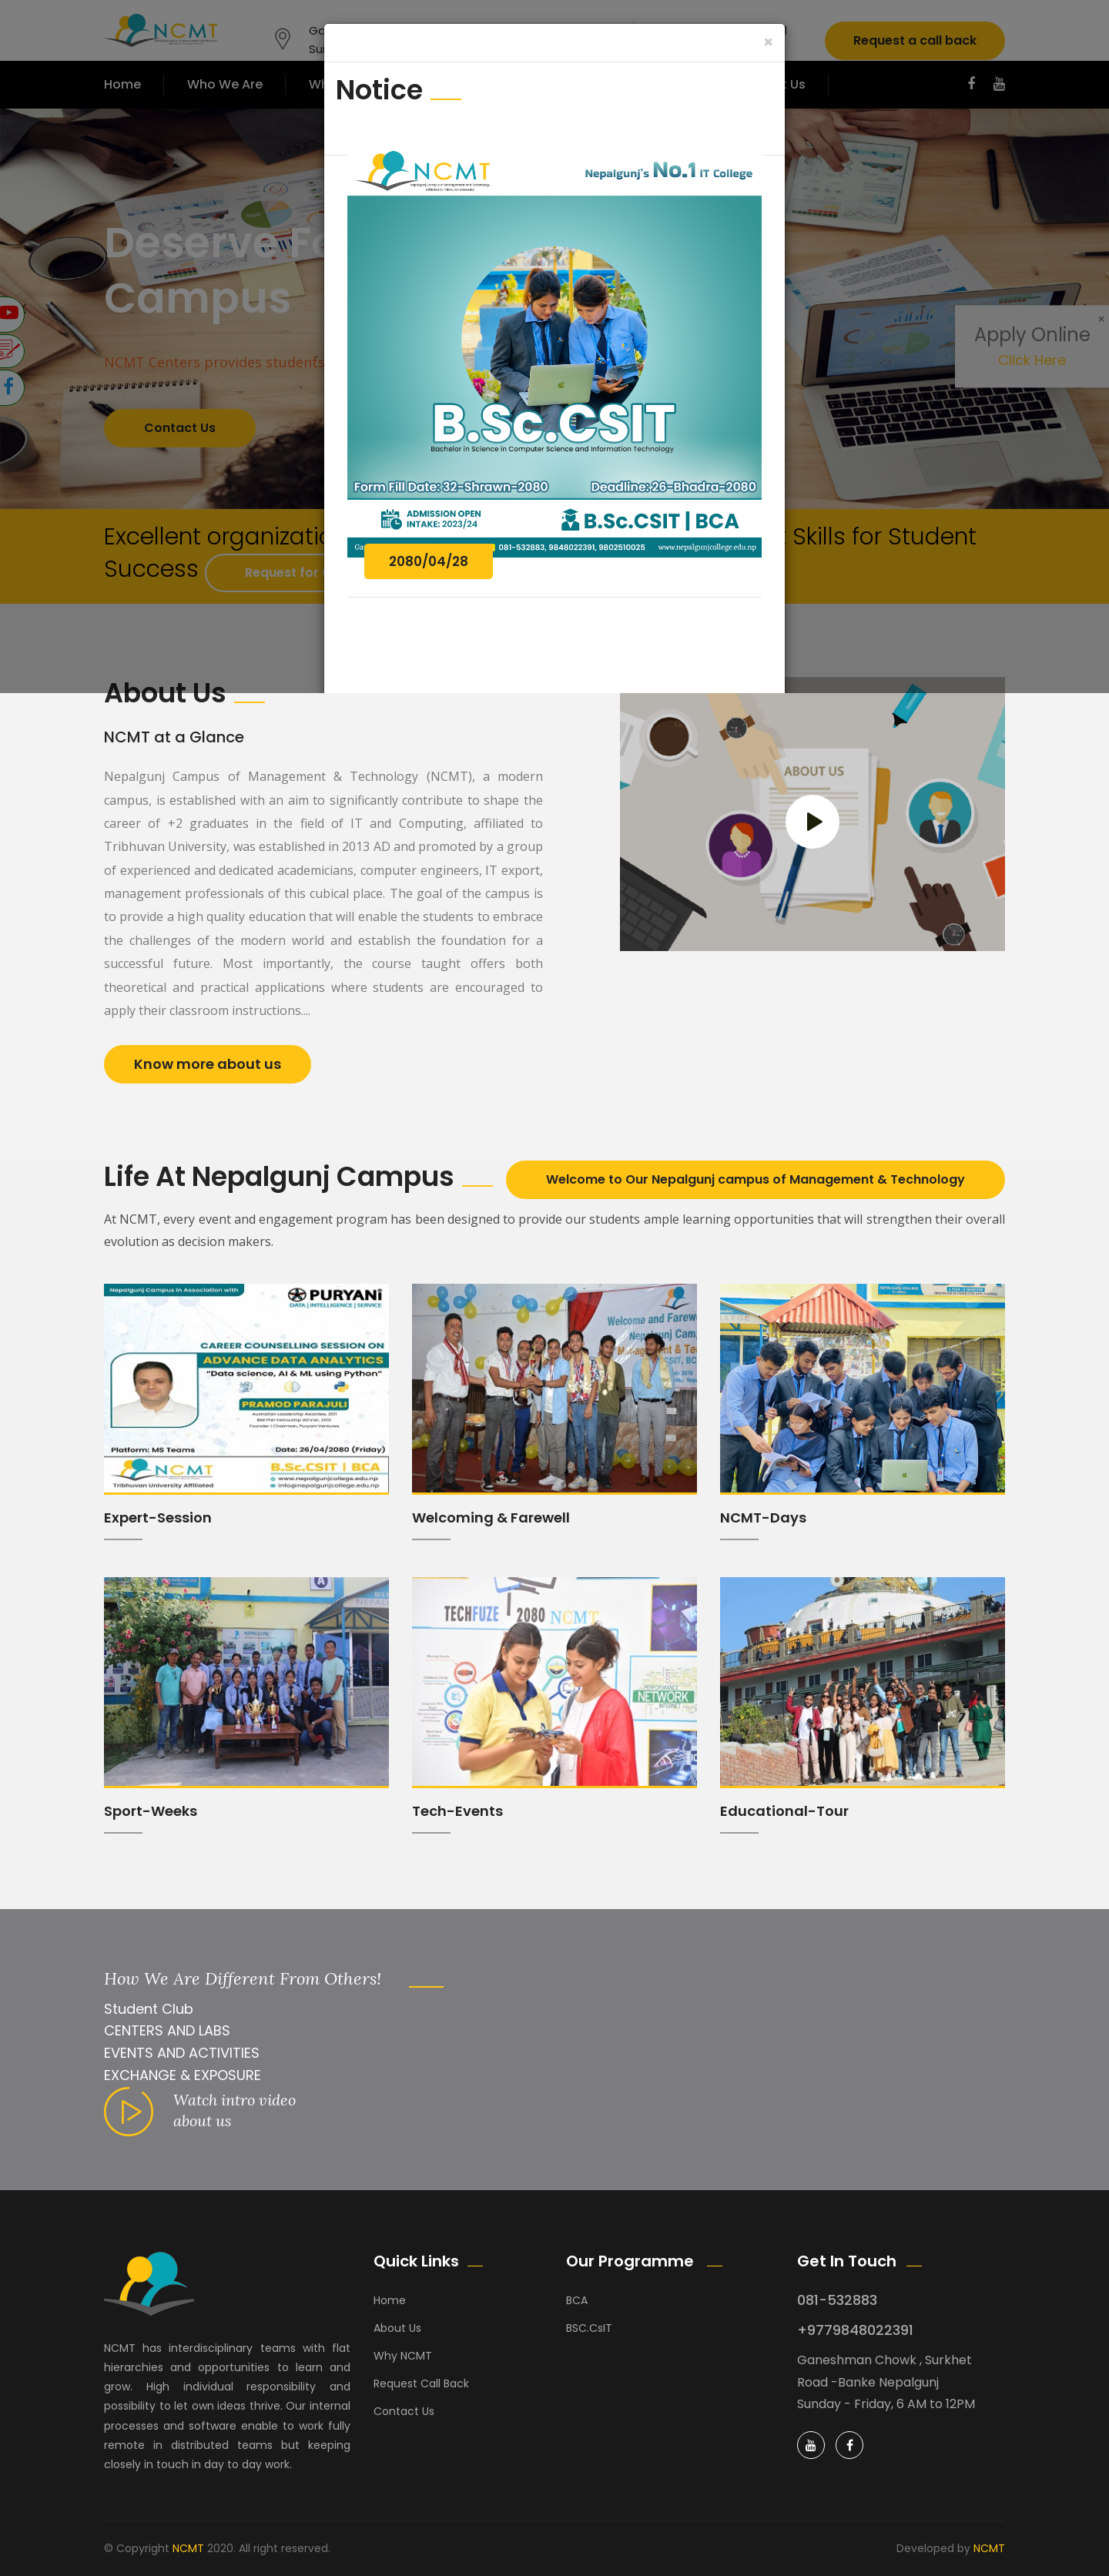 NCMT
Request a call back
×
Home
Who We Are
Us
Notice
NCMT
Nepalgunj's No.1 IT College
Deserve
Campus
NCMT Centers provides students
Contact Us
Apply Online
Click Here
×
B.Sc.CSIT
Bachelor in Science in Computer Science and Information Technology
Form Fill Date: 32-Shrawn-2080
Deadline: 26-Bhadra-2080
ADMISSION OPEN
INTAKE: 2023/24
B.Sc.CSIT | BCA
081-532883, 9848022391, 9802510025
www.nepalgunjcollege.edu.np
2080/04/28
Excellent
Skills for Student
Success
Request for
About Us
NCMT at a Glance
Nepalgunj Campus of Management & Technology (NCMT), a modern
campus, is established with an aim to significantly contribute to shape the
career of +2 graduates in the field of IT and Computing, affiliated to
Tribhuvan University, was established in 2013 AD and promoted by a group
of experienced and dedicated academicians, computer engineers, IT export,
management professionals of this cubical place. The goal of the campus is
to provide a high quality education that will enable the students to embrace
the challenges of the modern world and establish the foundation for a
successful future. Most importantly, the course taught offers both
theoretical and practical applications where students are encouraged to
apply their classroom instructions....
ABOUT US
Know more about us
Life At Nepalgunj Campus
Welcome to Our Nepalgunj campus of Management & Technology
At NCMT, every event and engagement program has been designed to provide our students ample learning opportunities that will strengthen their overall
evolution as decision makers.
Nepalgunj Campus in Association with
PURYANI
DATA | INTELLIGENCE | SERVICE
CAREER COUNSELLING SESSION ON
ADVANCE DATA ANALYTICS
"Data science, AI & ML using Python"
PRAMOD PARAJULI
Platform: MS Teams
Date: 26/04/2080 (Friday)
NCMT
Tribhuvan University Affiliated
B.Sc.CSIT | BCA
www.nepalgunjcollege.edu.np
info@nepalgunjcollege.edu.np
Welcome and
Nepalgunj
Expert-Session
Welcoming & Farewell
NCMT-Days
TECHFUZE 2080 NCMT
PERFORMANCE
NETWORK
INTERNET
Sport-Weeks
Tech-Events
Educational-Tour
How We Are Different From Others!
Student Club
CENTERS AND LABS
EVENTS AND ACTIVITIES
EXCHANGE & EXPOSURE
Watch intro video
about us
NCMT has interdisciplinary teams with flat
hierarchies and opportunities to learn and
grow. High individual responsibility and
possibility to let own ideas thrive. Our internal
processes and software enable to work fully
remote in distributed teams but keeping
closely in touch in day to day work.
Quick Links
Home
About Us
Why NCMT
Request Call Back
Contact Us
Our Programme
BCA
BSC.CsIT
Get In Touch
081-532883
+9779848022391
Ganeshman Chowk , Surkhet
Road -Banke Nepalgunj
Sunday - Friday, 6 AM to 12PM
© Copyright NCMT 2020. All right reserved.
Developed by NCMT